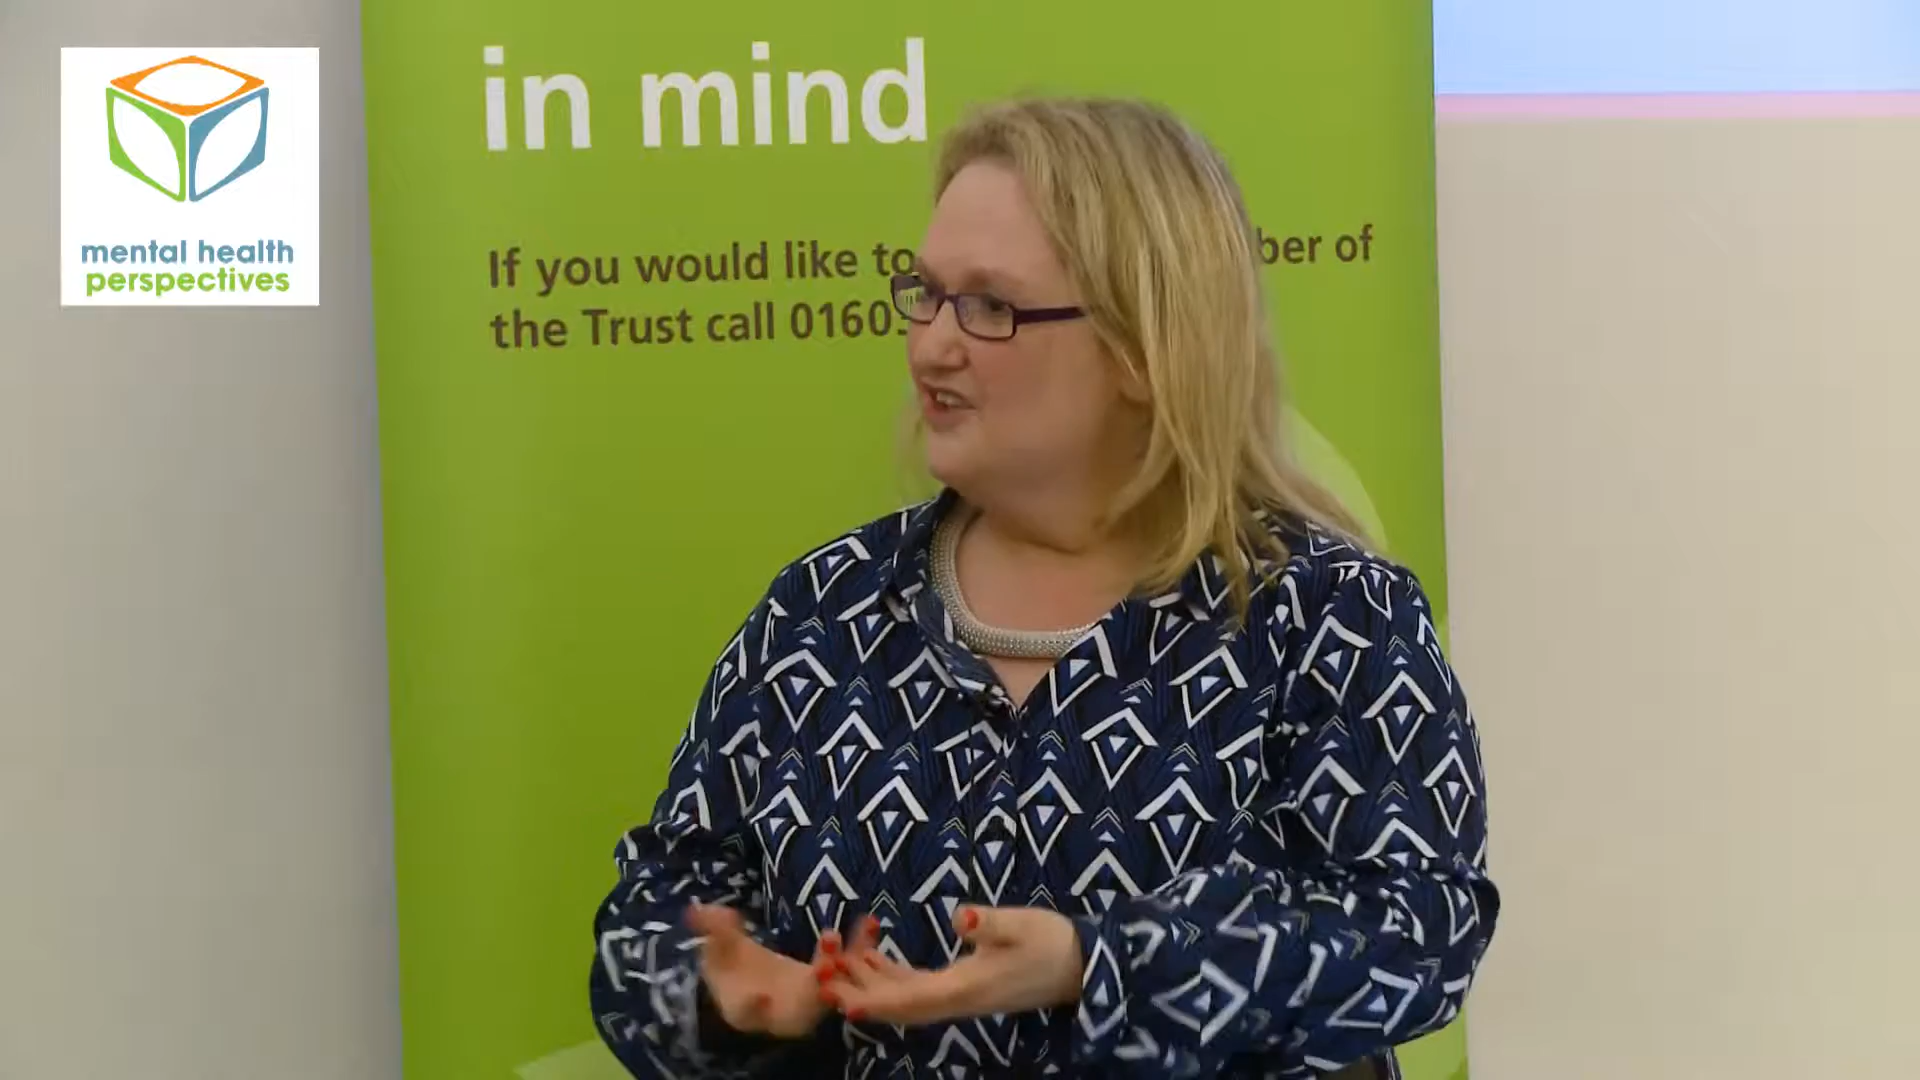 mental health
perspectives
in mind
If you would like to ber of
the Trust call 0160